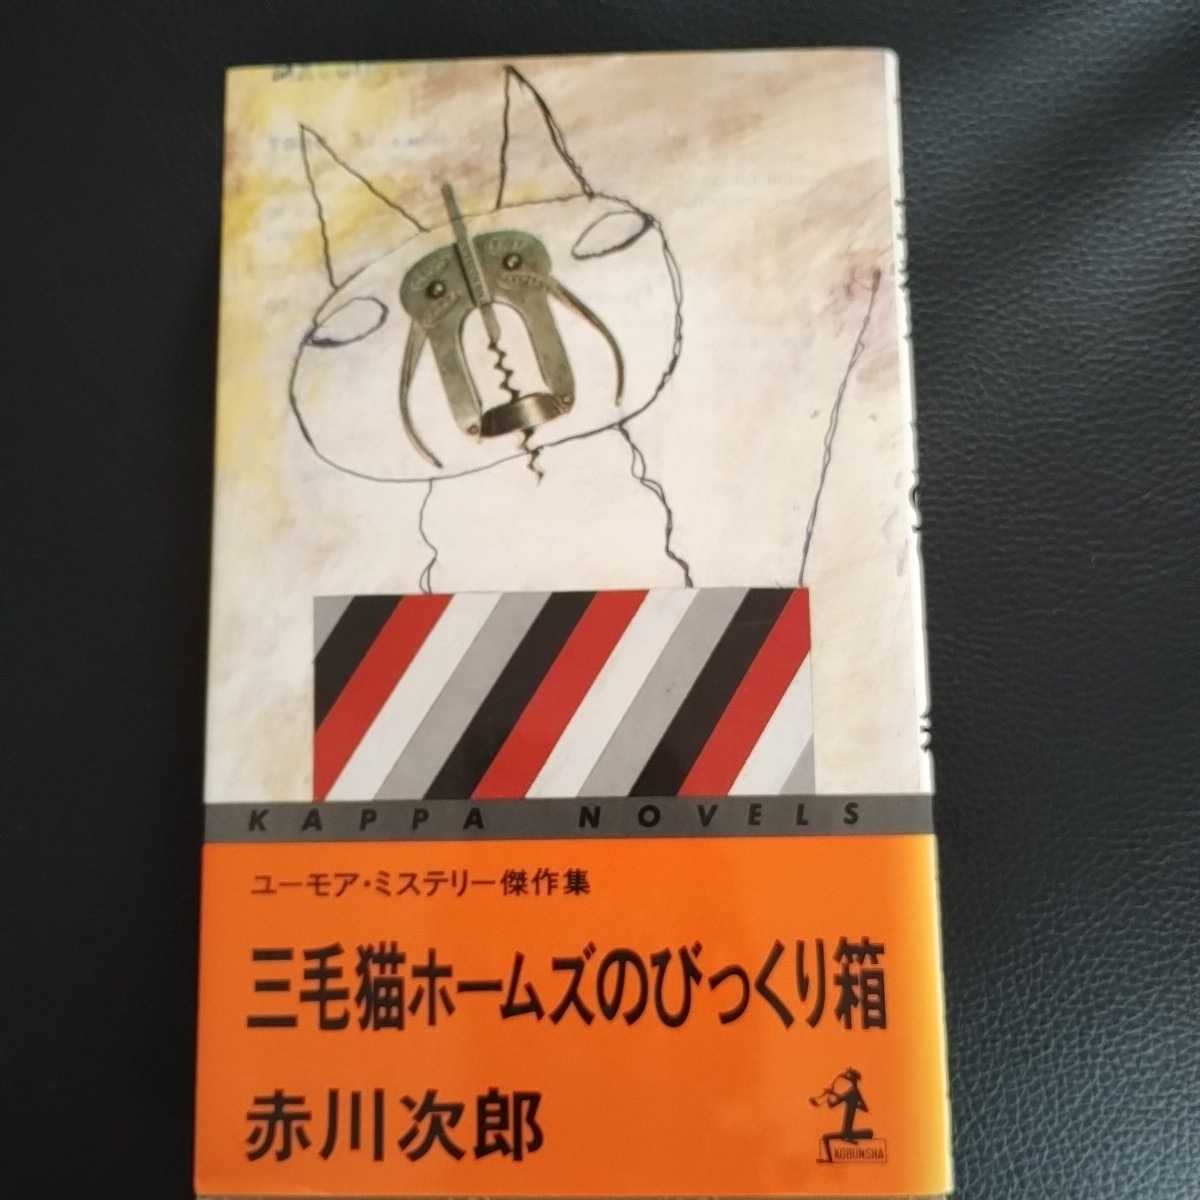 KAPPA NOVELS
ユーモア・ミステリー傑作集
三毛猫ホームズのびっくり箱
赤川次郎
KOBUNSHA